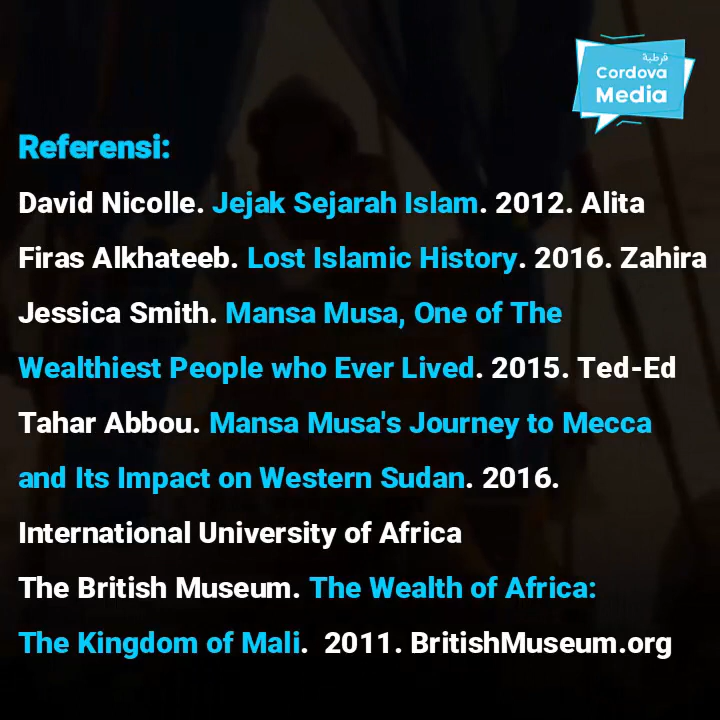 قرطبة
Cordova
Media
Referensi:
David Nicolle. Jejak Sejarah Islam. 2012. Alita
Firas Alkhateeb. Lost Islamic History. 2016. Zahira
Jessica Smith. Mansa Musa, One of The
Wealthiest People who Ever Lived. 2015. Ted-Ed
Tahar Abbou. Mansa Musa's Journey to Mecca
and Its Impact on Western Sudan. 2016.
International University of Africa
The British Museum. The Wealth of Africa:
The Kingdom of Mali. 2011. BritishMuseum.org